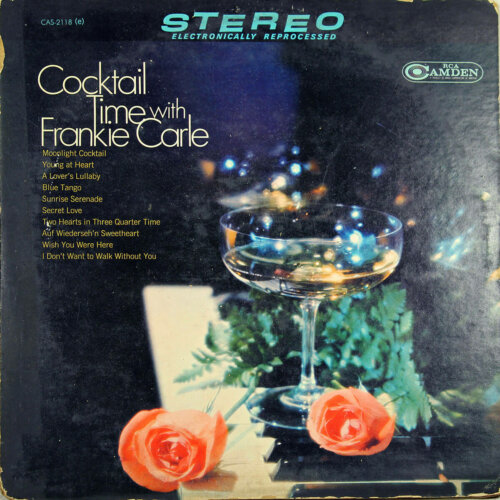 CAS-2118 (e)
STEREO
ELECTRONICALLY REPROCESSED
RCA
CAMDEN
Cocktail
Time with
Frankie Carle
Moonlight Cocktail
Young at Heart
A Lover's Lullaby
Blue Tango
Sunrise Serenade
Secret Love
Two Hearts in Three Quarter Time
Auf Wiederseh'n Sweetheart
Wish You Were Here
I Don't Want to Walk Without You